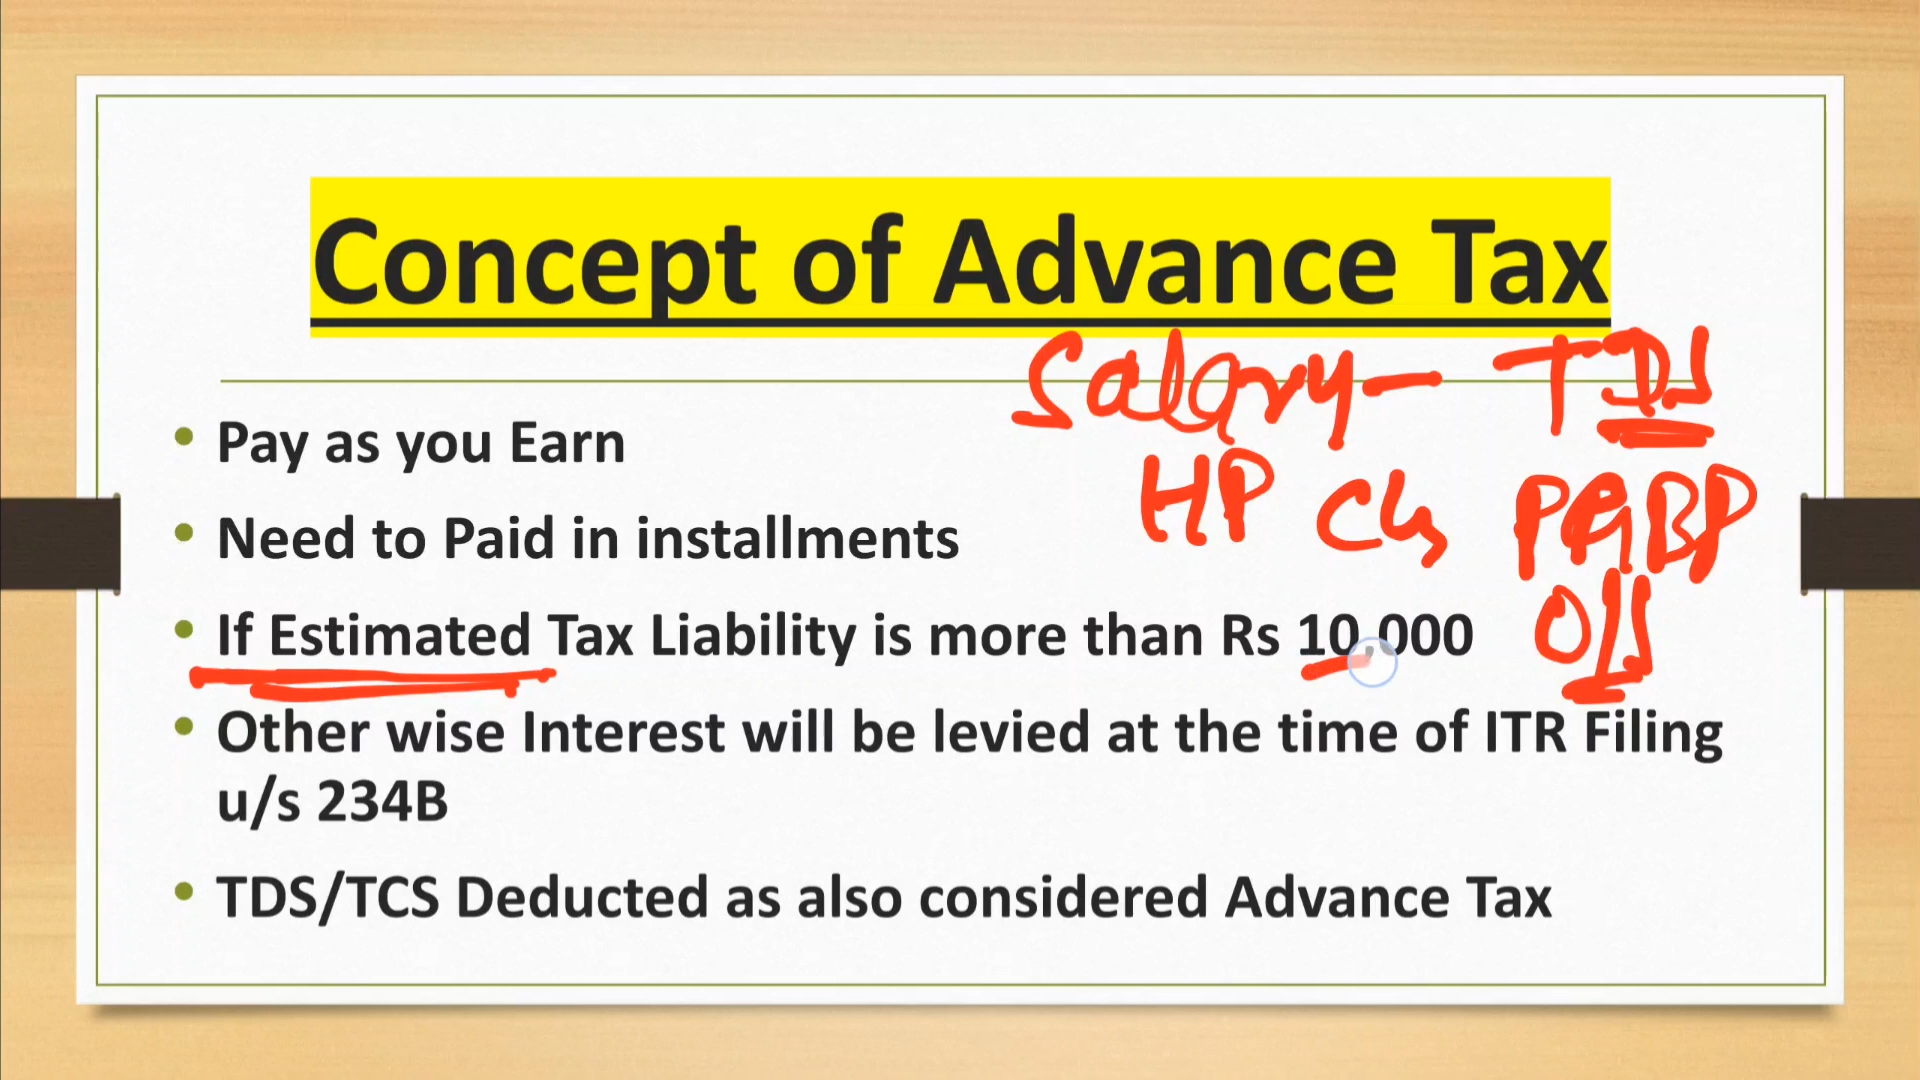 Concept of Advance Tax
Salary - TDS
• Pay as you Earn
HP CG PGBP
• Need to Paid in installments
• If Estimated Tax Liability is more than Rs 10,000
O/S
• Other wise Interest will be levied at the time of ITR Filing
u/s 234B
• TDS/TCS Deducted as also considered Advance Tax